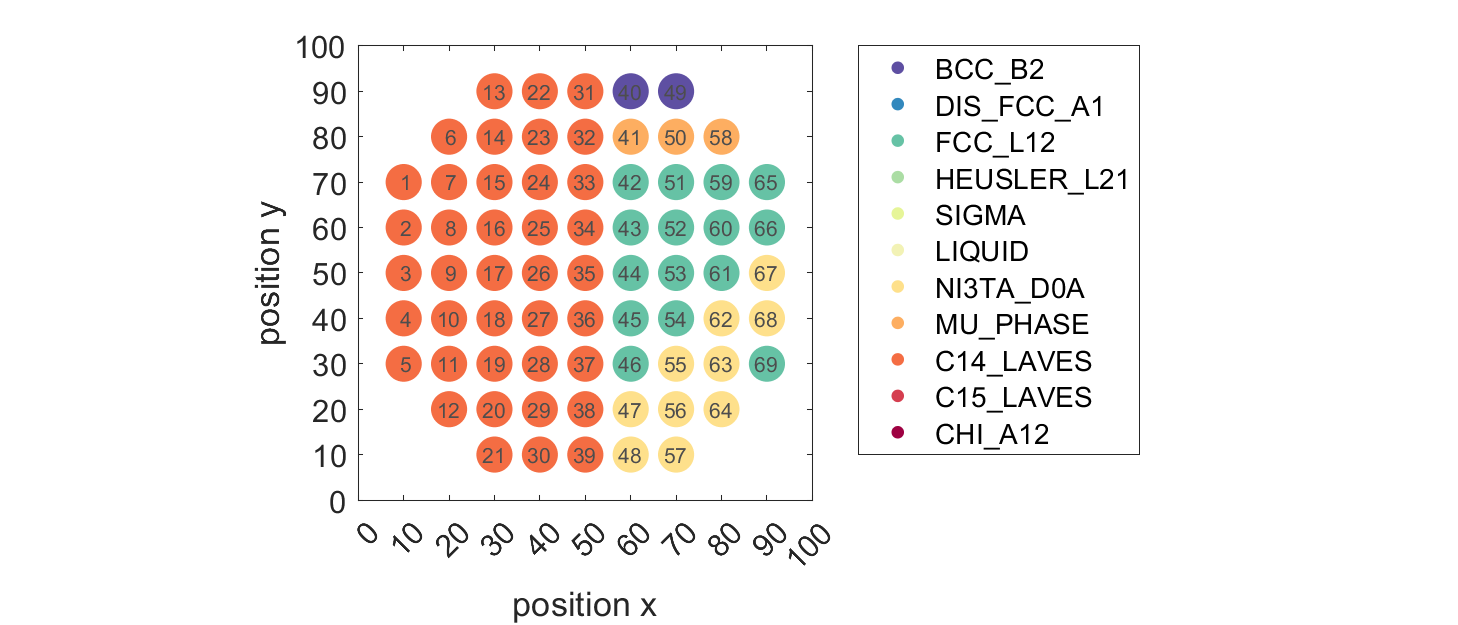 100
90 13 22 31 40 49
80 6 14 23 32 41 50 58
70 1 7 15 24 33 42 51 59 65
60 2 8 16 25 34 43 52 60 66
50 3 9 17 26 35 44 53 61 67
40 4 10 18 27 36 45 54 62 68
30 5 11 19 28 37 46 55 63 69
20 12 20 29 38 47 56 64
10 21 30 39 48 57
0
0 10 20 30 40 50 60 70 80 90 100
position x
position y
BCC_B2
DIS_FCC_A1
FCC_L12
HEUSLER_L21
SIGMA
LIQUID
NI3TA_D0A
MU_PHASE
C14_LAVES
C15_LAVES
CHI_A12